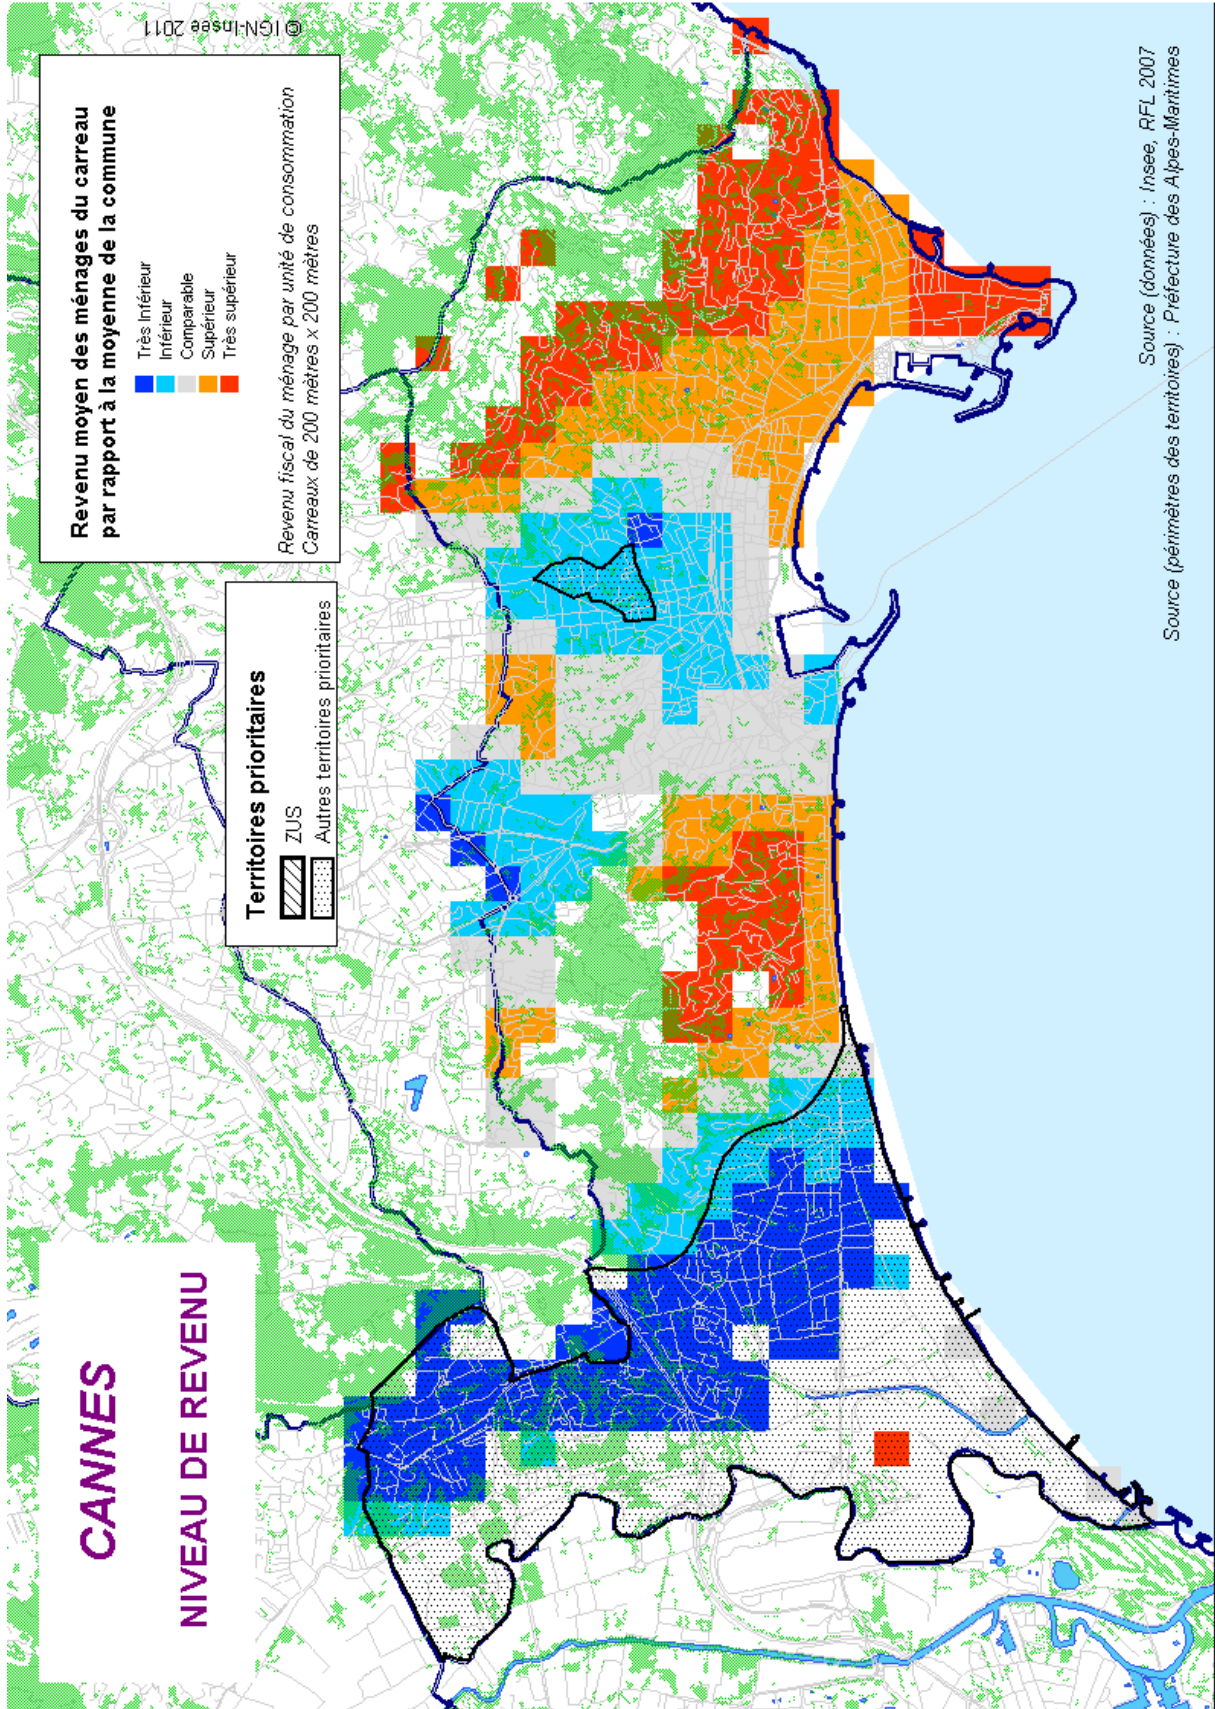 CANNES
NIVEAU DE REVENU
Territoires prioritaires
ZUS
Autres territoires prioritaires
Revenu moyen des ménages du carreau
par rapport à la moyenne de la commune
Très Inférieur
Inférieur
Comparable
Supérieur
Très supérieur
Revenu fiscal du ménage par unité de consommation
Carreaux de 200 mètres x 200 mètres
© IGN-Insee 2011
Source (données) : Insee, RFL 2007
Source (périmètres des territoires) : Préfecture des Alpes-Maritimes